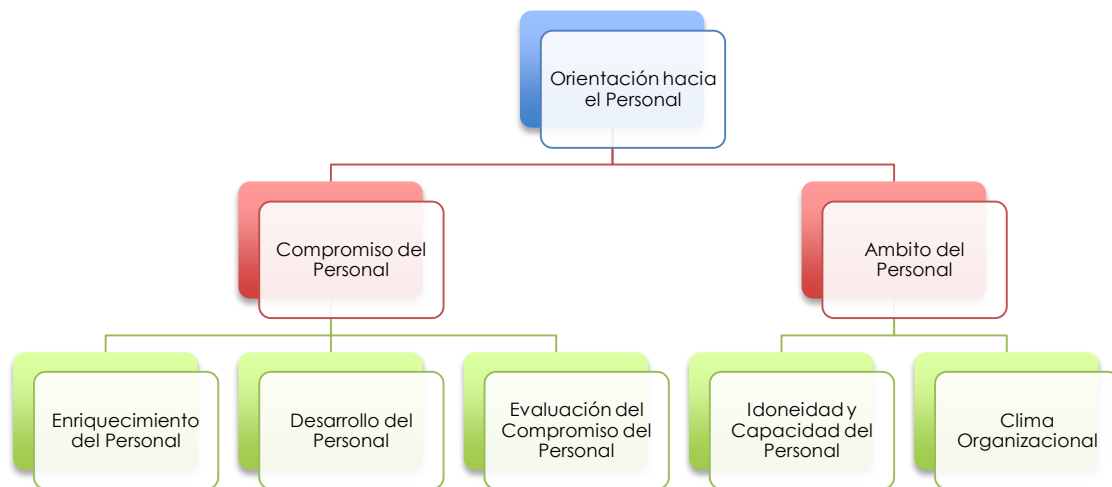 Orientación hacia
el Personal
Compromiso del
Personal
Ambito del
Personal
Enriquecimiento
del Personal
Desarrollo del
Personal
Evaluación del
Compromiso del
Personal
Idoneidad y
Capacidad del
Personal
Clima
Organizacional